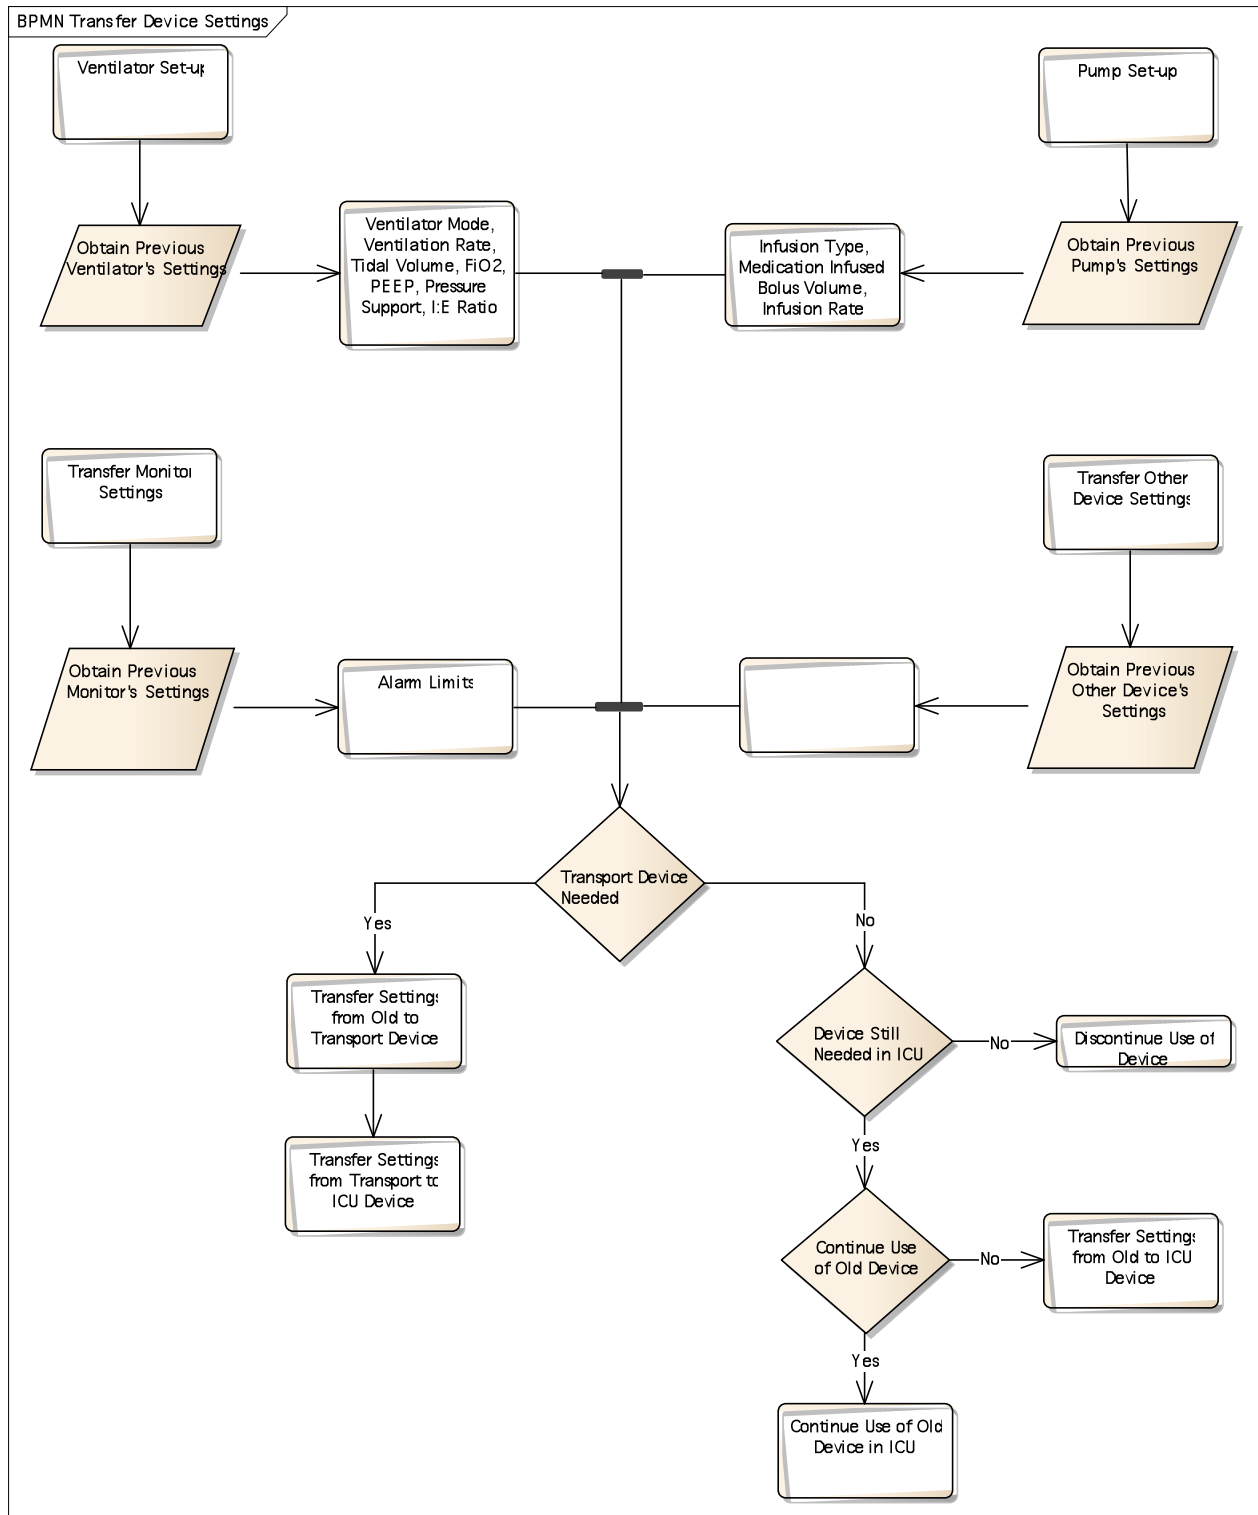 BPMN Transfer Device Settings
Ventilator Set-up
Pump Set-up
Obtain Previous
Ventilator's Settings
Ventilator Mode,
Ventilation Rate,
Tidal Volume, FiO2,
PEEP, Pressure
Support, I:E Ratio
Infusion Type,
Medication Infused
Bolus Volume,
Infusion Rate
Obtain Previous
Pump's Settings
Transfer Monitor
Settings
Transfer Other
Device Settings
Obtain Previous
Monitor's Settings
Alarm Limits
Obtain Previous
Other Device's
Settings
Transport Device
Needed
Yes
No
Transfer Settings
from Old to
Transport Device
Device Still
Needed in ICU
No
Discontinue Use of
Device
Yes
Transfer Settings
from Transport to
ICU Device
Continue Use
of Old Device
No
Transfer Settings
from Old to ICU
Device
Yes
Continue Use of Old
Device in ICU